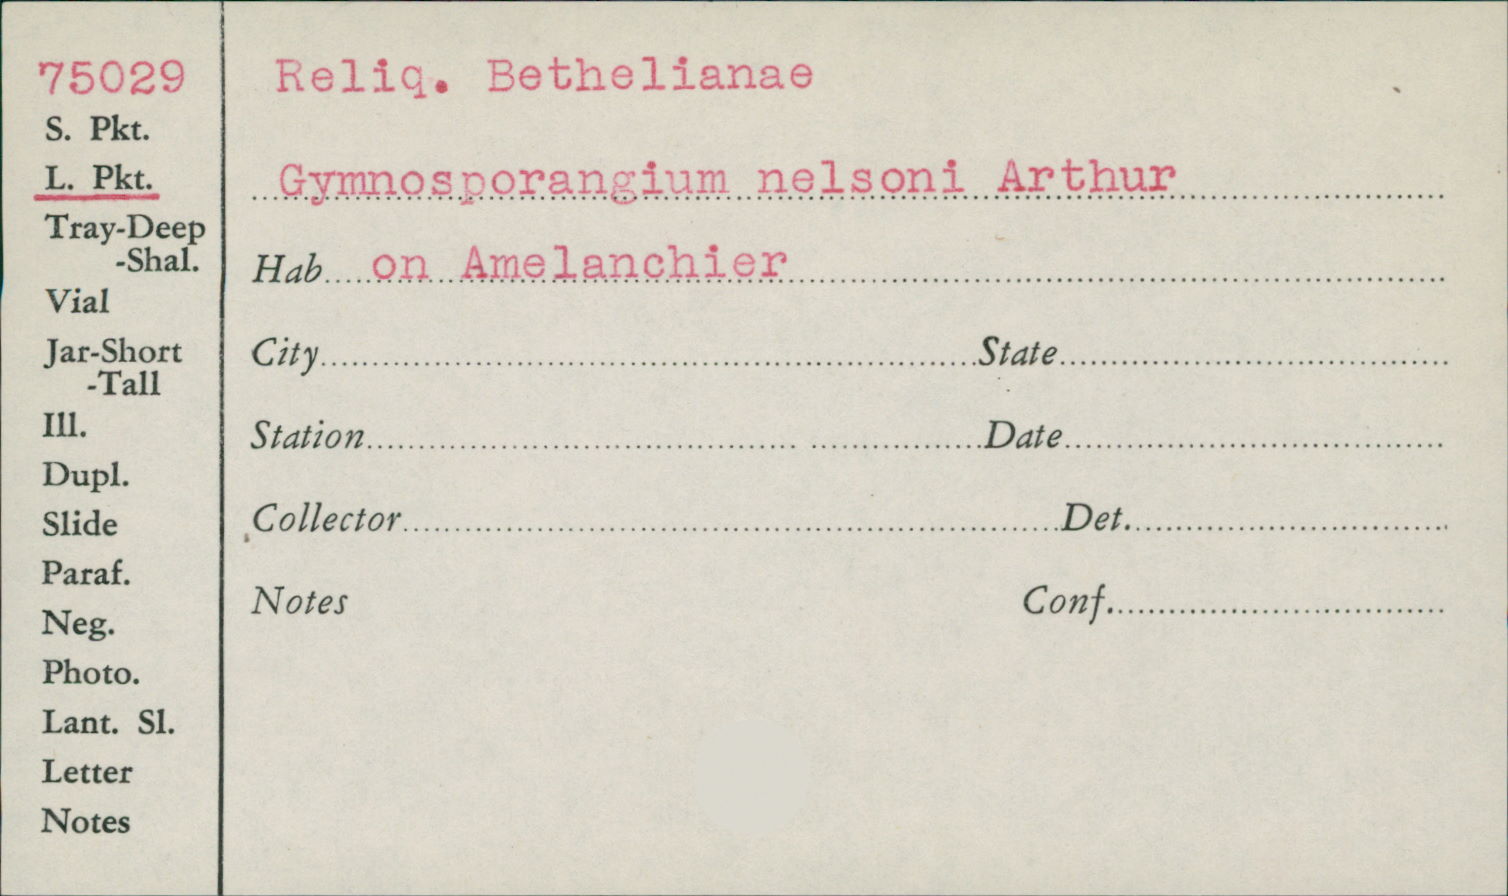 75029
S. Pkt.
L. Pkt.
Tray-Deep
-Shal.
Vial
Jar-Short
-Tall
Ill.
Dupl.
Slide
Paraf.
Neg.
Photo.
Lant. Sl.
Letter
Notes
Reliq. Bethelianae
Gymnosporangium nelsoni Arthur
Hab on Amelanchier
City State
Station Date
Collector Det.
Notes Conf.